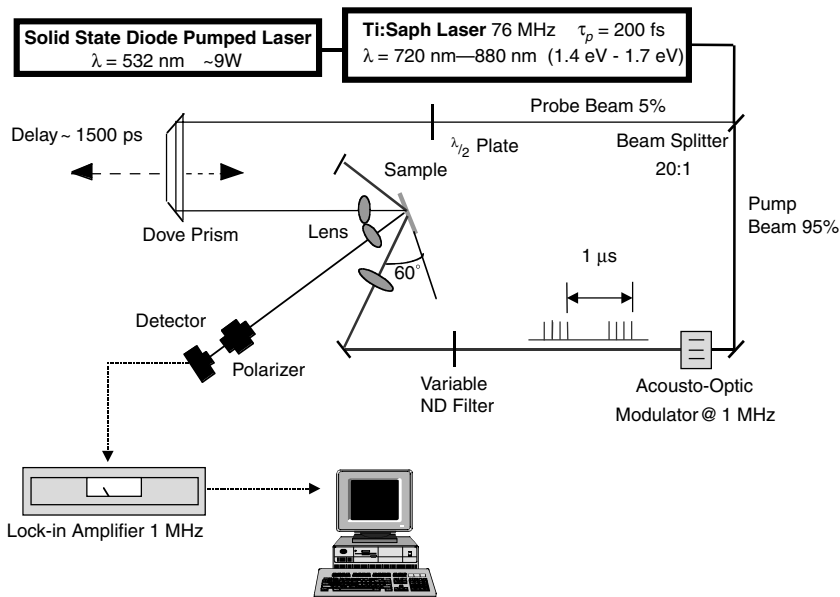 Solid State Diode Pumped Laser
λ = 532 nm ~9W
Ti:Saph Laser 76 MHz τp = 200 fs
λ = 720 nm—880 nm (1.4 eV - 1.7 eV)
Probe Beam 5%
Delay ~ 1500 ps
λ/2 Plate
Beam Splitter
20:1
Sample
Pump
Beam 95%
Dove Prism
Lens
60°
1 μs
Detector
Polarizer
Variable
ND Filter
Acousto-Optic
Modulator @ 1 MHz
Lock-in Amplifier 1 MHz